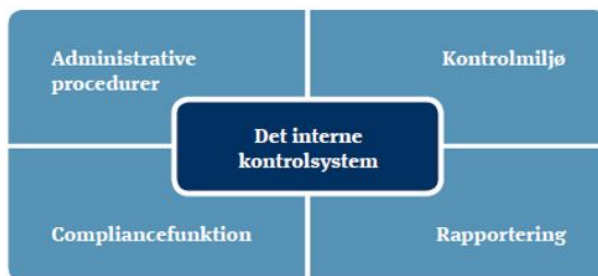 Administrative
procedurer
Kontrolmiljø
Det interne
kontrolsystem
Compliancefunktion
Rapportering